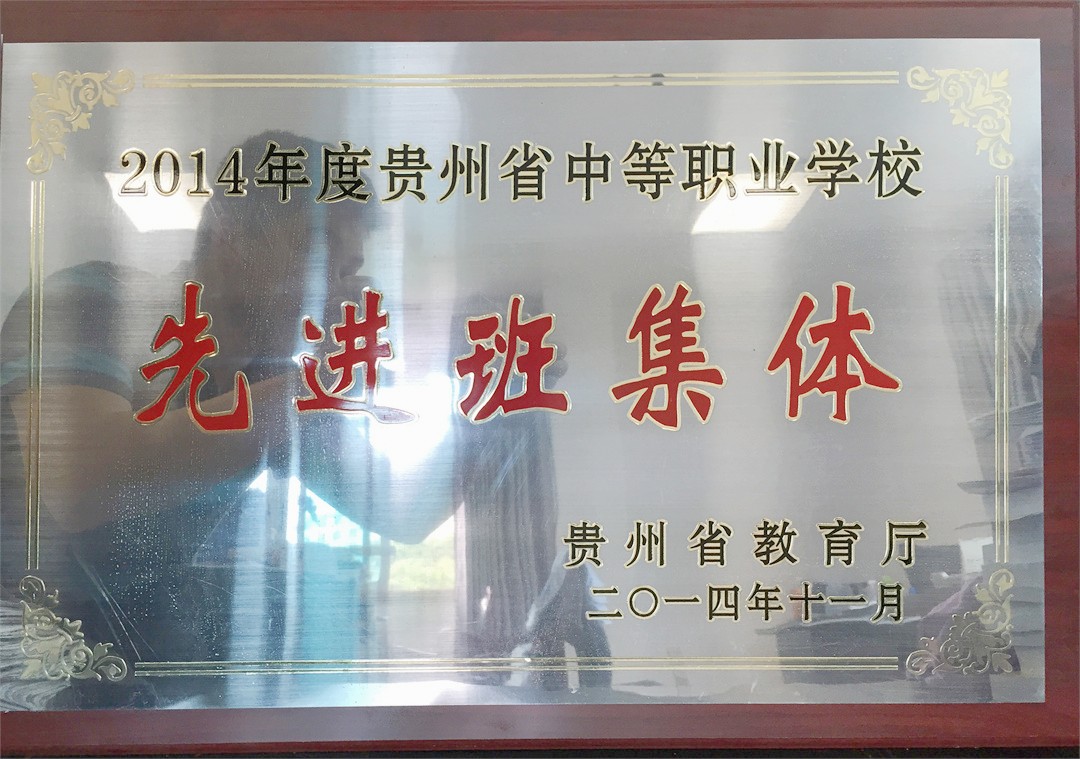 2014年度贵州省中等职业学校
先进班集体
贵州省教育厅
二〇一四年十一月